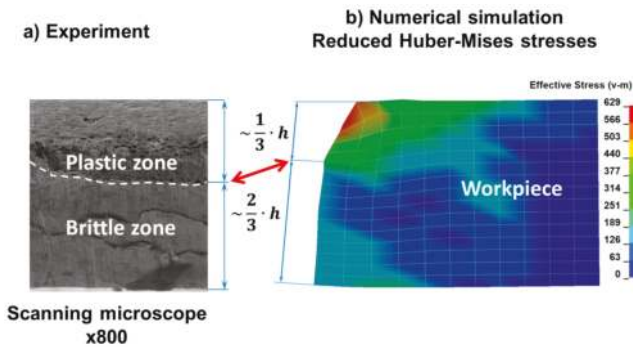 a) Experiment
b) Numerical simulation
Reduced Huber-Mises stresses
Effective Stress (v-m)
629
566
503
440
377
314
251
189
126
63
0
Plastic zone
Brittle zone
~ 1/3 · h
~ 2/3 · h
Workpiece
Scanning microscope
x800